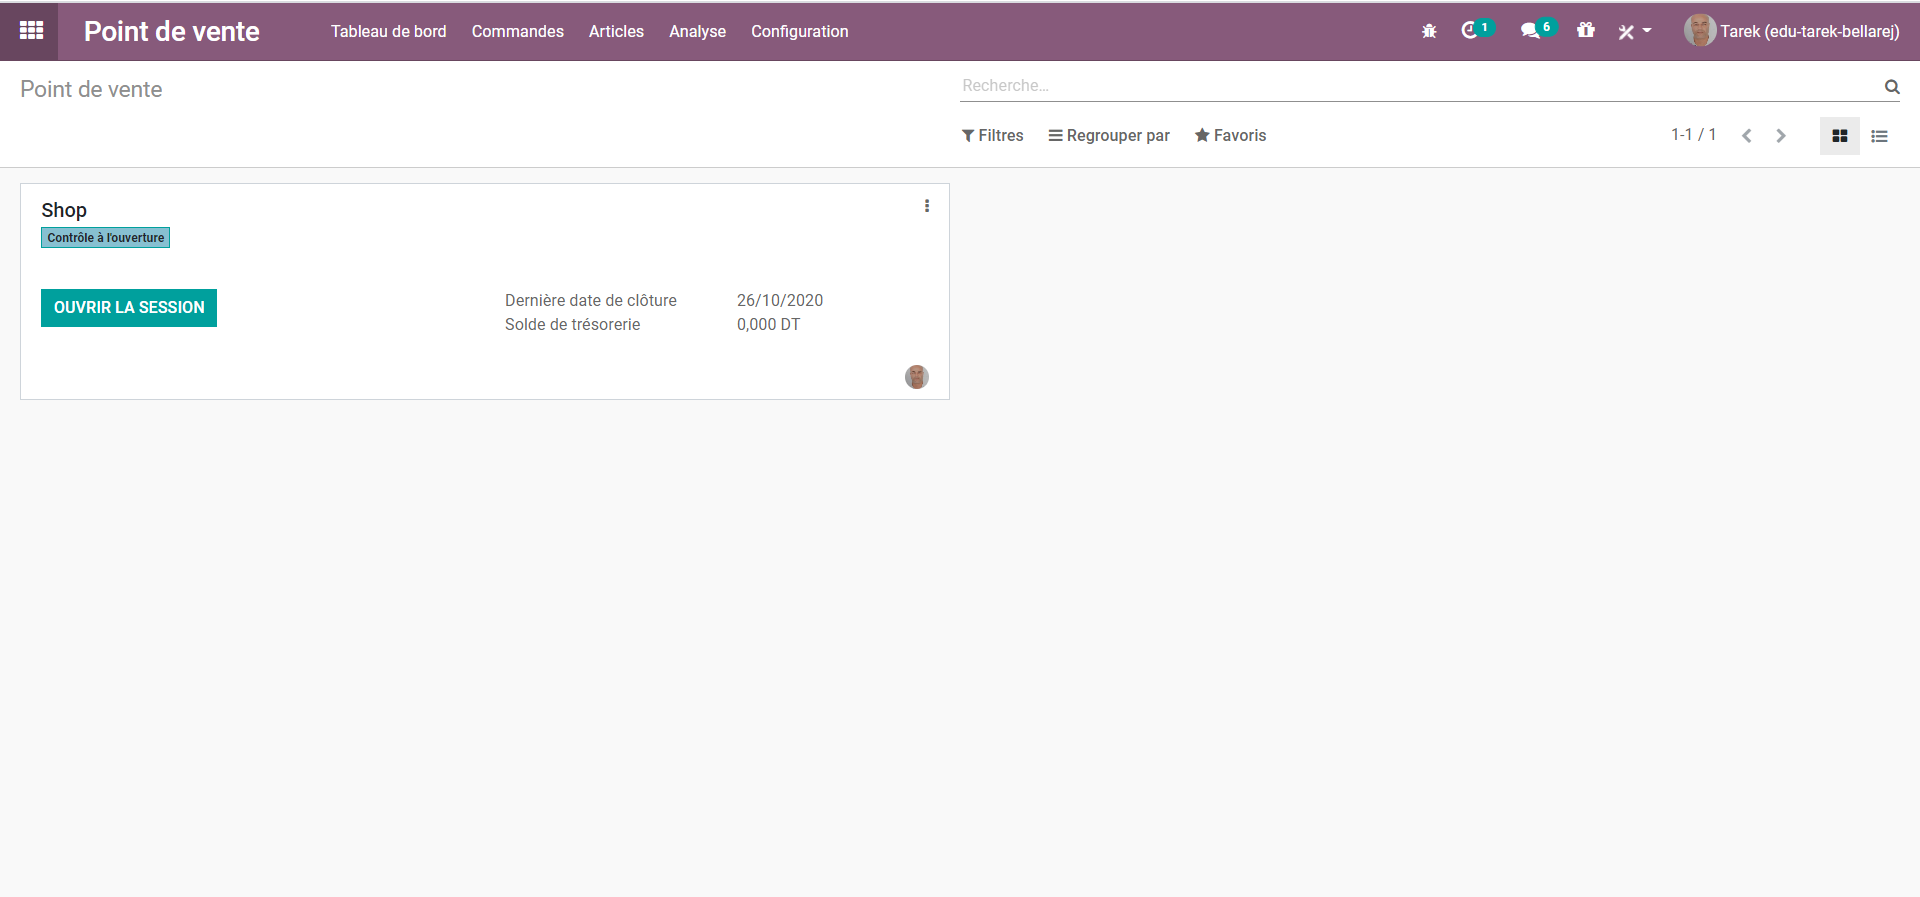 Point de vente
Tableau de bord Commandes Articles Analyse Configuration
1 6 Tarek (edu-tarek-bellarej)
Point de vente
Recherche...
Filtres Regrouper par Favoris
1-1 / 1
Shop
Contrôle à l'ouverture
OUVRIR LA SESSION
Dernière date de clôture 26/10/2020
Solde de trésorerie 0,000 DT